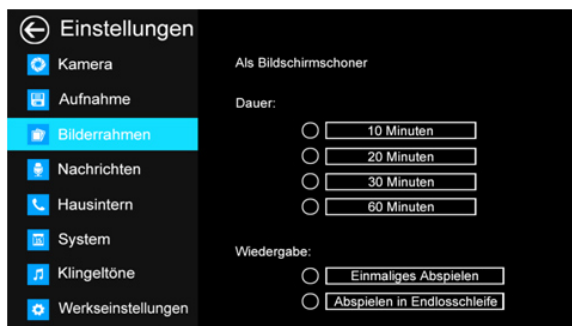 Einstellungen
Kamera
Aufnahme
Bilderrahmen
Nachrichten
Hausintern
System
Klingeltöne
Werkseinstellungen
Als Bildschirmschoner
Dauer:
10 Minuten
20 Minuten
30 Minuten
60 Minuten
Wiedergabe:
Einmaliges Abspielen
Abspielen in Endlosschleife